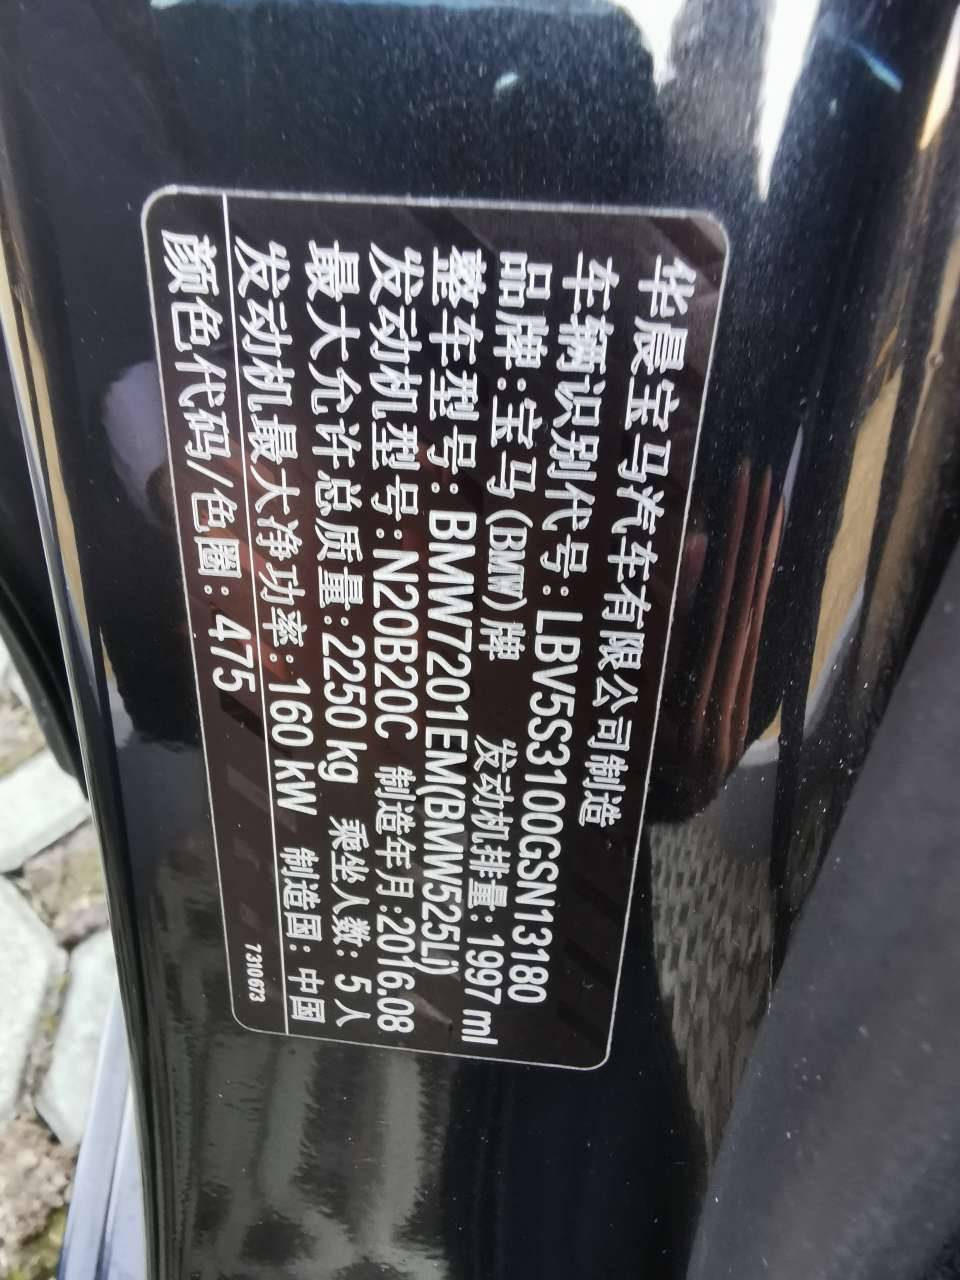 华晨宝马汽车有限公司制造
车辆识别代号:LBV5S3100GSN13180
品牌:宝马(BMW)牌 发动机排量:1997 ml
整车型号:BMW7201EM(BMW525Li)
发动机型号:N20B20C 制造年月:2016.08
最大允许总质量:2250 kg 乘坐人数:5人
发动机最大净功率:160 kW 制造国:中国
颜色代码/色圈:475 7310673